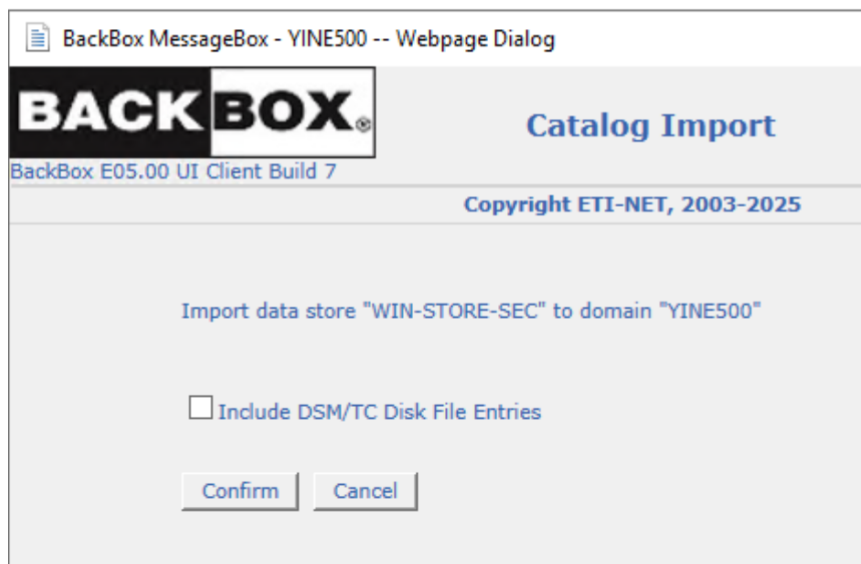 BackBox MessageBox - YINE500 -- Webpage Dialog
BACKBOX®
Catalog Import
BackBox E05.00 UI Client Build 7
Copyright ETI-NET, 2003-2025
Import data store "WIN-STORE-SEC" to domain "YINE500"
Include DSM/TC Disk File Entries
Confirm Cancel